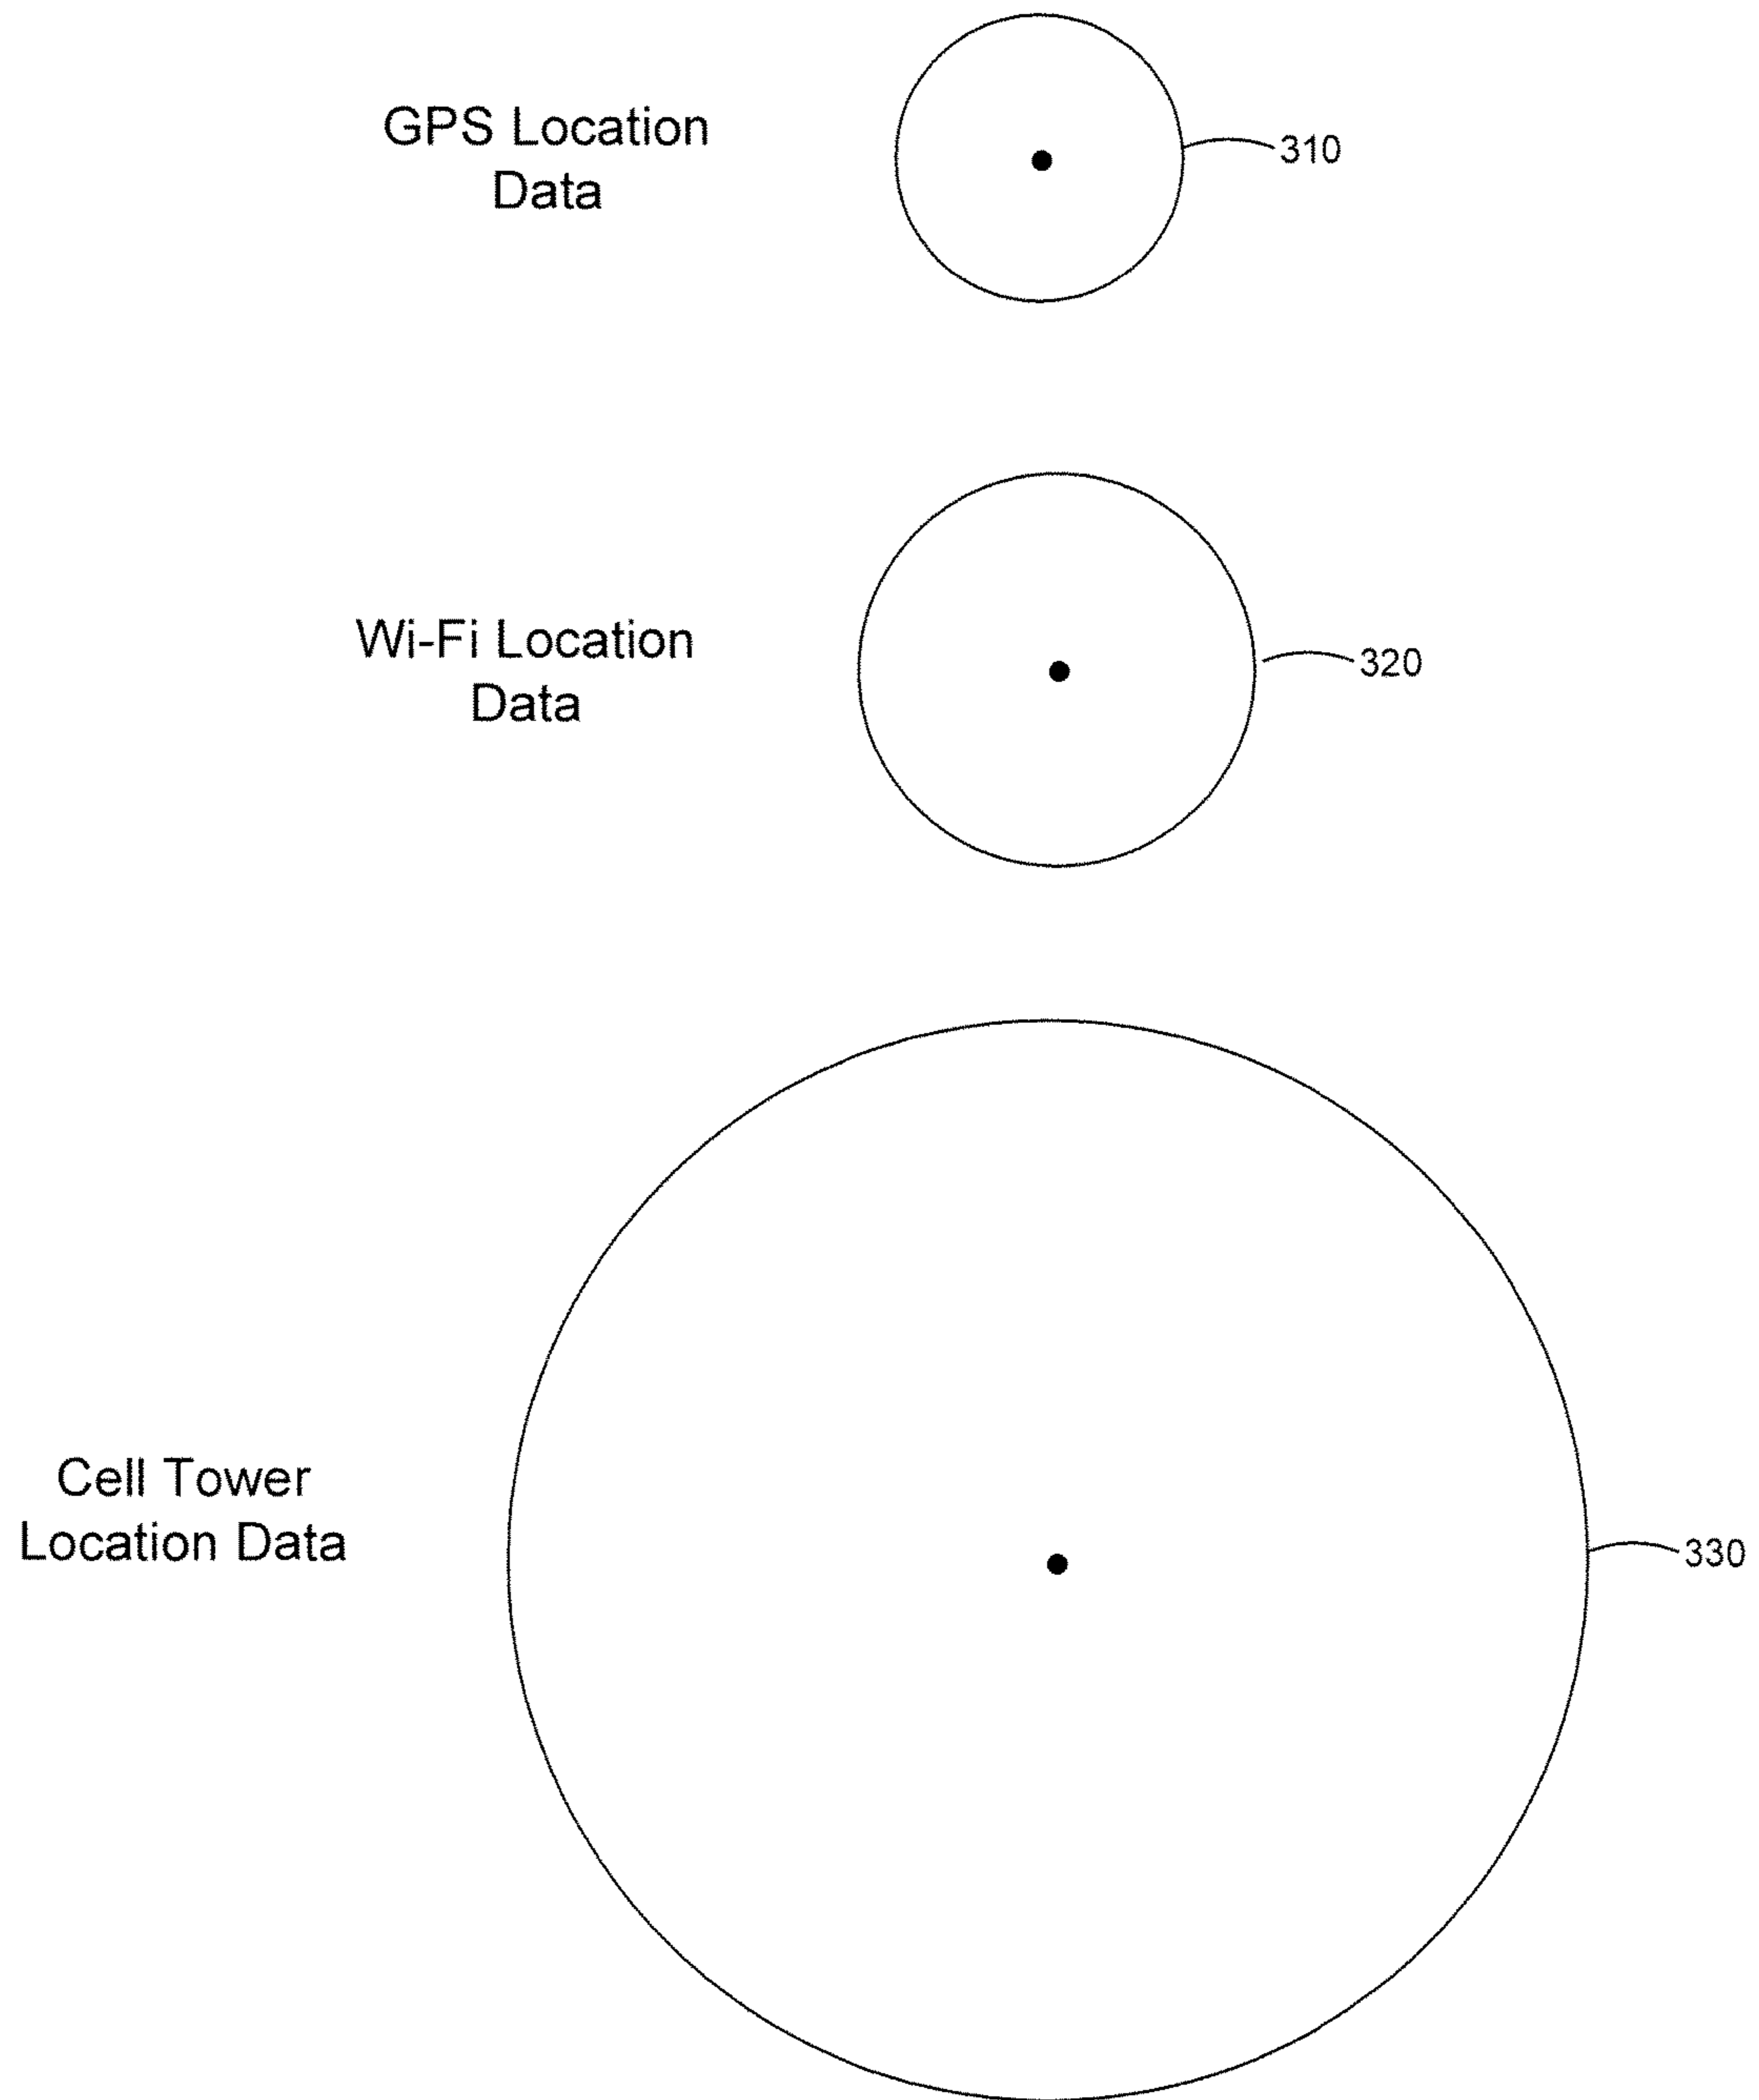 GPS Location
Data
310
Wi-Fi Location
Data
320
Cell Tower
Location Data
330